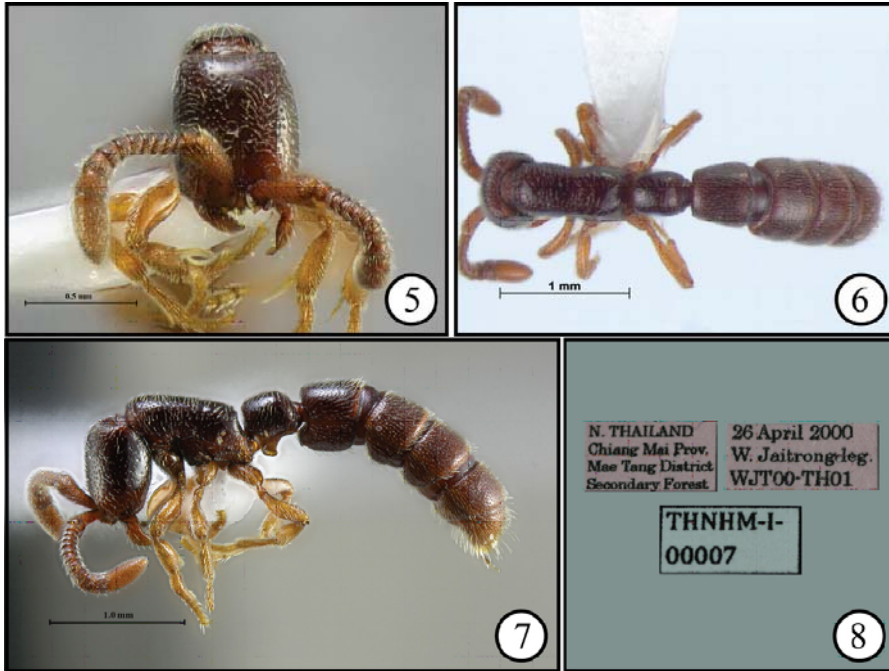 0.5 mm
5
1 mm
6
1.0 mm
7
N. THAILAND
Chiang Mai Prov,
Mae Tang District
Secondary Forest
26 April 2000
W. Jaitrong-leg.
WJT00-TH01
THNHM-I-
00007
8